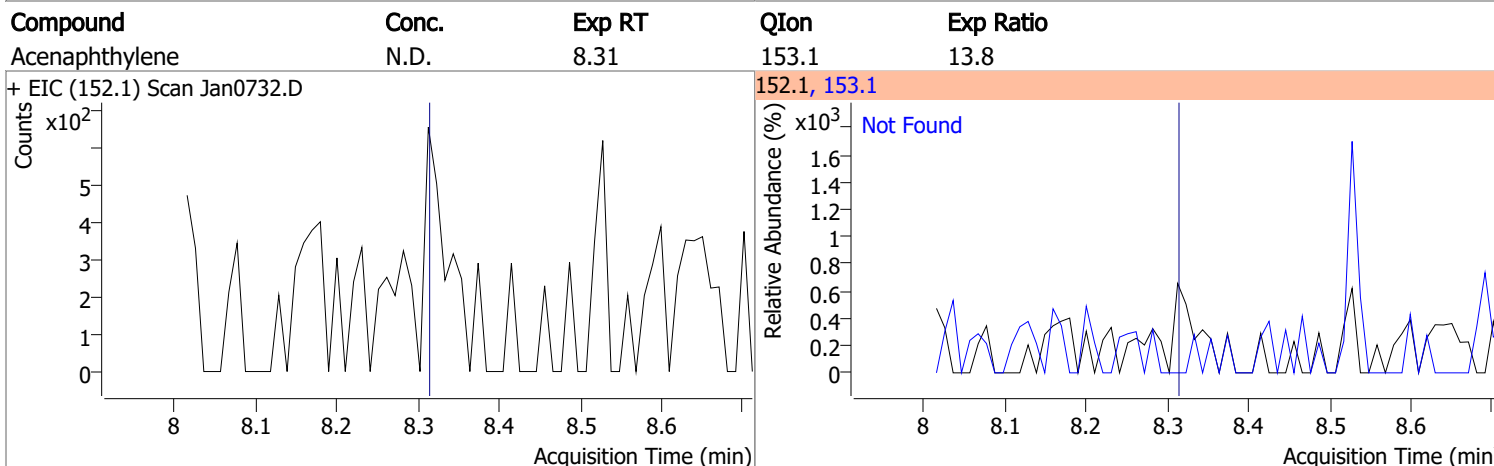 Compound Conc. Exp RT QIon Exp Ratio
Acenaphthylene N.D. 8.31 153.1 13.8
+ EIC (152.1) Scan Jan0732.D
Counts
x10²
5
4
3
2
1
0
8 8.1 8.2 8.3 8.4 8.5 8.6
Acquisition Time (min)
152.1, 153.1
Relative Abundance (%)
x10³
Not Found
1.6
1.4
1.2
1
0.8
0.6
0.4
0.2
0
8 8.1 8.2 8.3 8.4 8.5 8.6
Acquisition Time (min)